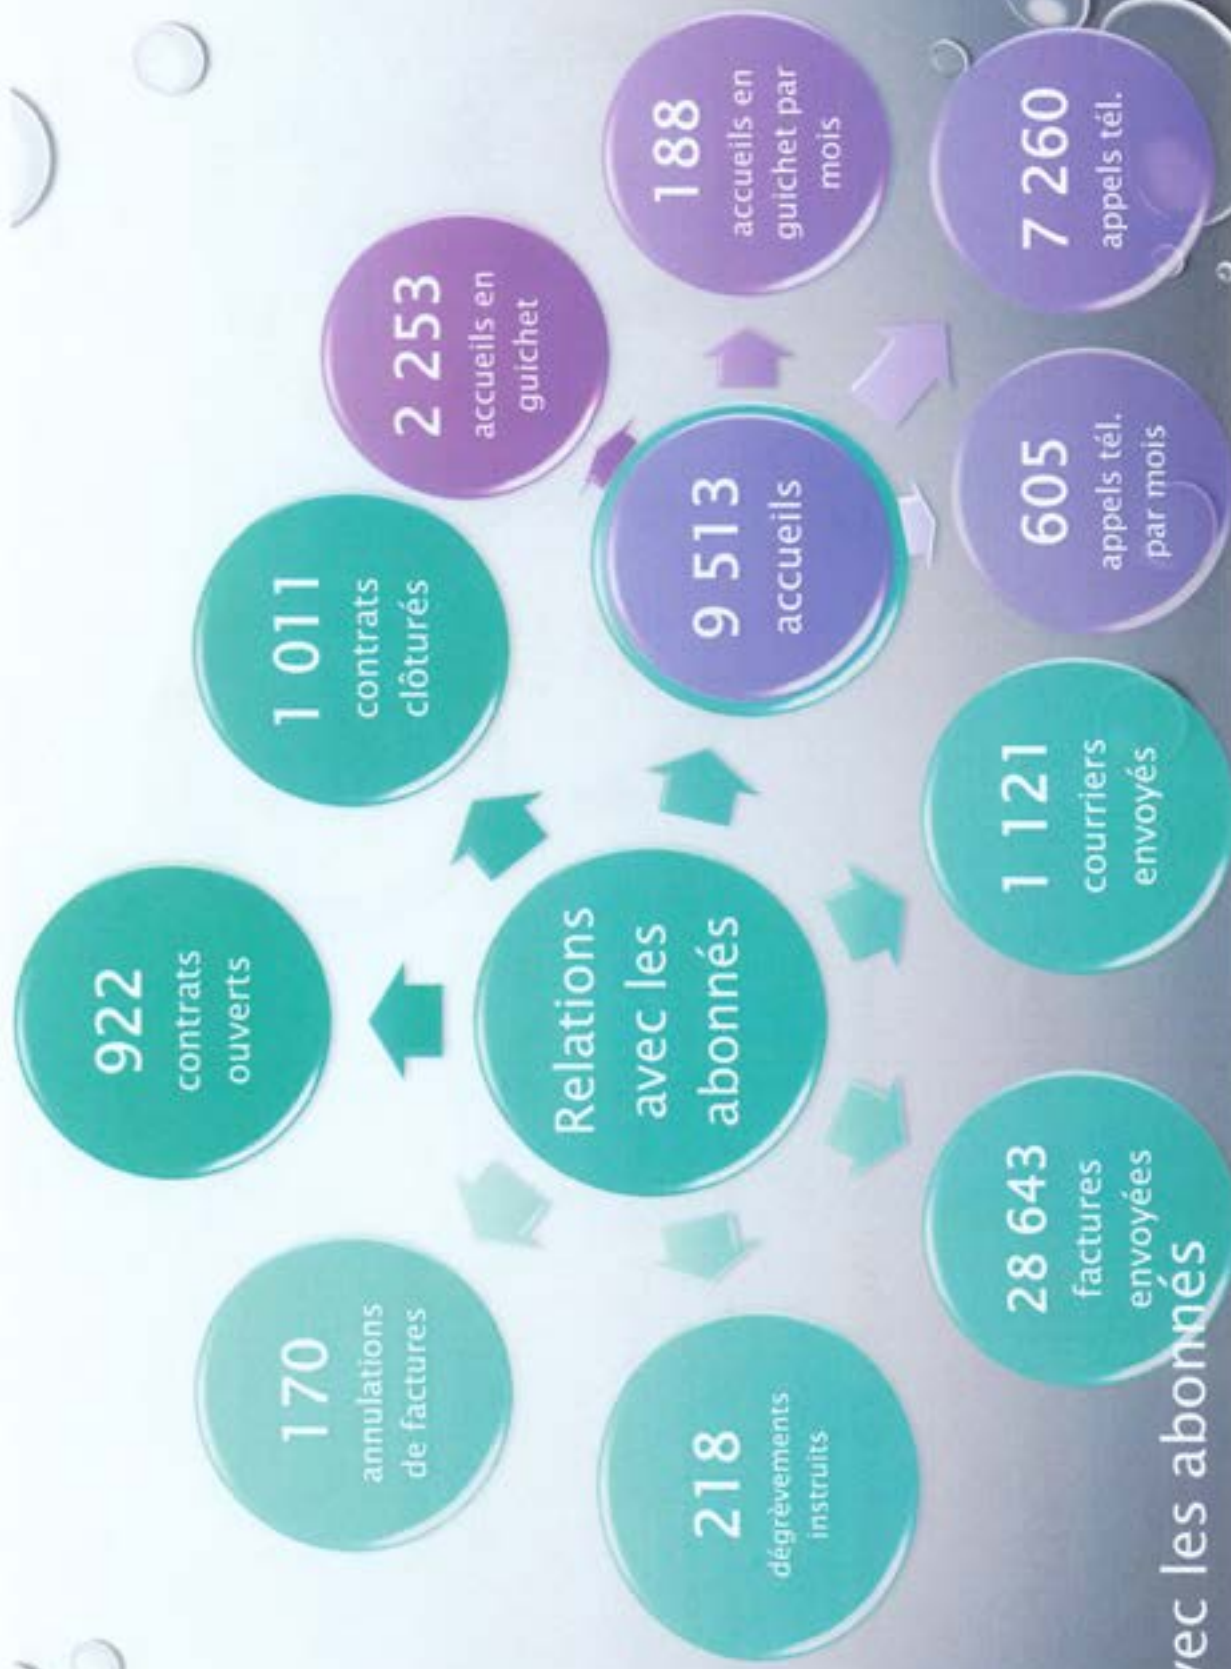 922
contrats
ouverts
1 011
contrats
clôturés
2 253
accueils en
guichet
188
accueils en
guichet par
mois
9 513
accueils
7 260
appels tél.
605
appels tél.
par mois
1 121
courriers
envoyés
28 643
factures
envoyées
218
dégrèvements
instruits
170
annulations
de factures
Relations
avec les
abonnés
vec les abonnés